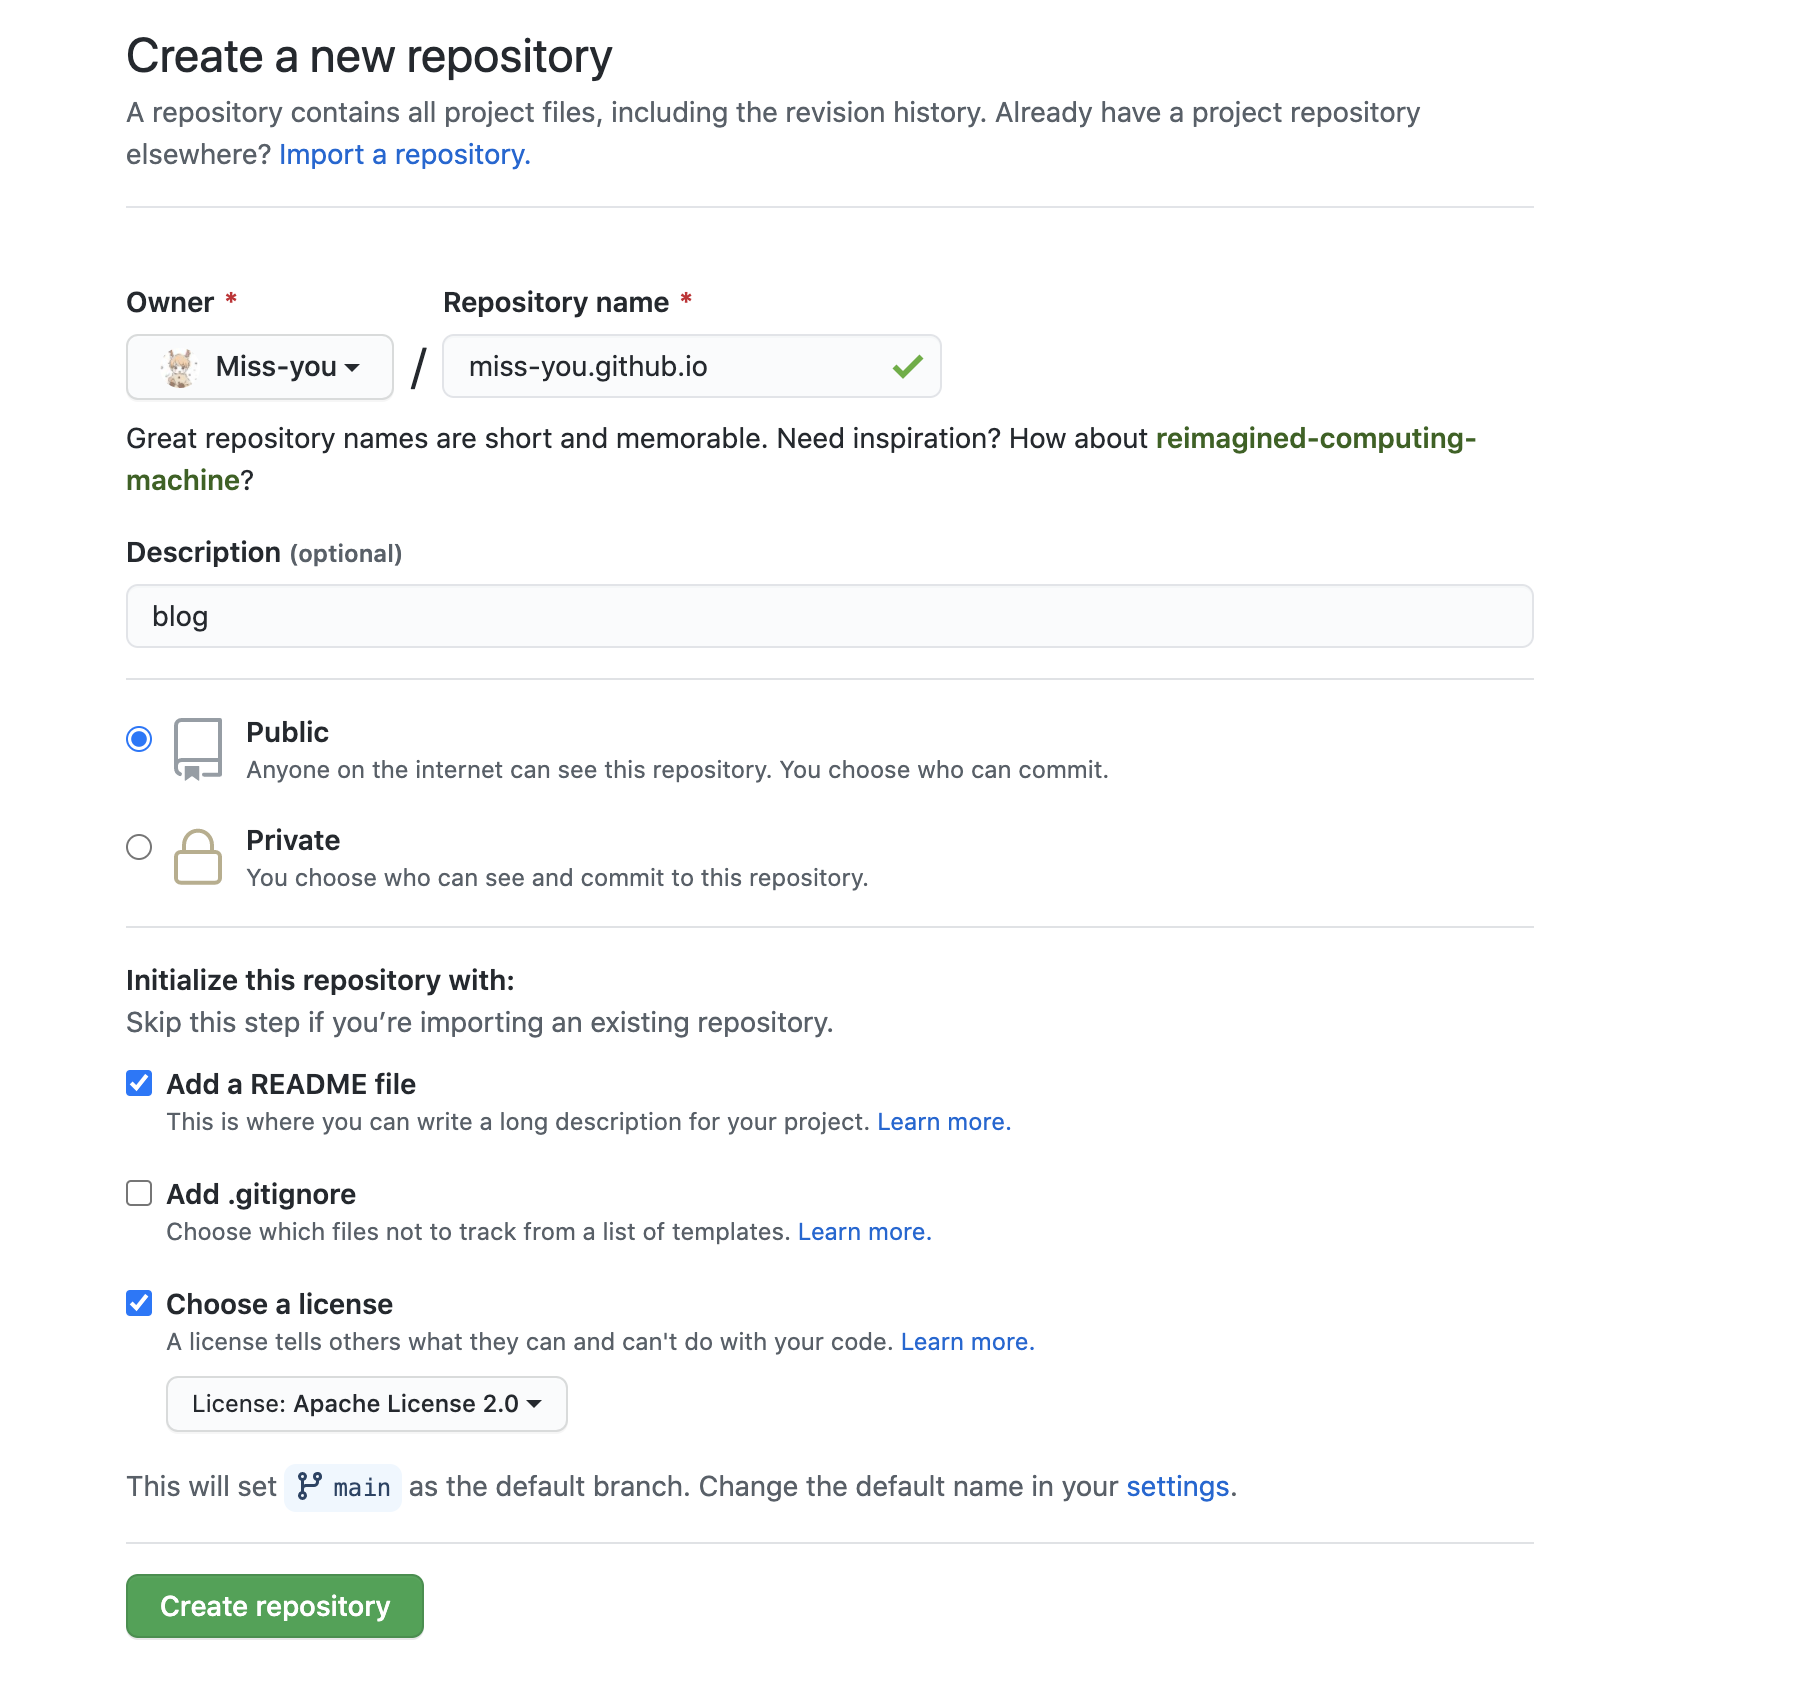 Create a new repository
A repository contains all project files, including the revision history. Already have a project repository
elsewhere? Import a repository.
Owner * Repository name *
Miss-you / miss-you.github.io
Great repository names are short and memorable. Need inspiration? How about reimagined-computing-
machine?
Description (optional)
blog
Public
Anyone on the internet can see this repository. You choose who can commit.
Private
You choose who can see and commit to this repository.
Initialize this repository with:
Skip this step if you’re importing an existing repository.
Add a README file
This is where you can write a long description for your project. Learn more.
Add .gitignore
Choose which files not to track from a list of templates. Learn more.
Choose a license
A license tells others what they can and can't do with your code. Learn more.
License: Apache License 2.0
This will set main as the default branch. Change the default name in your settings.
Create repository